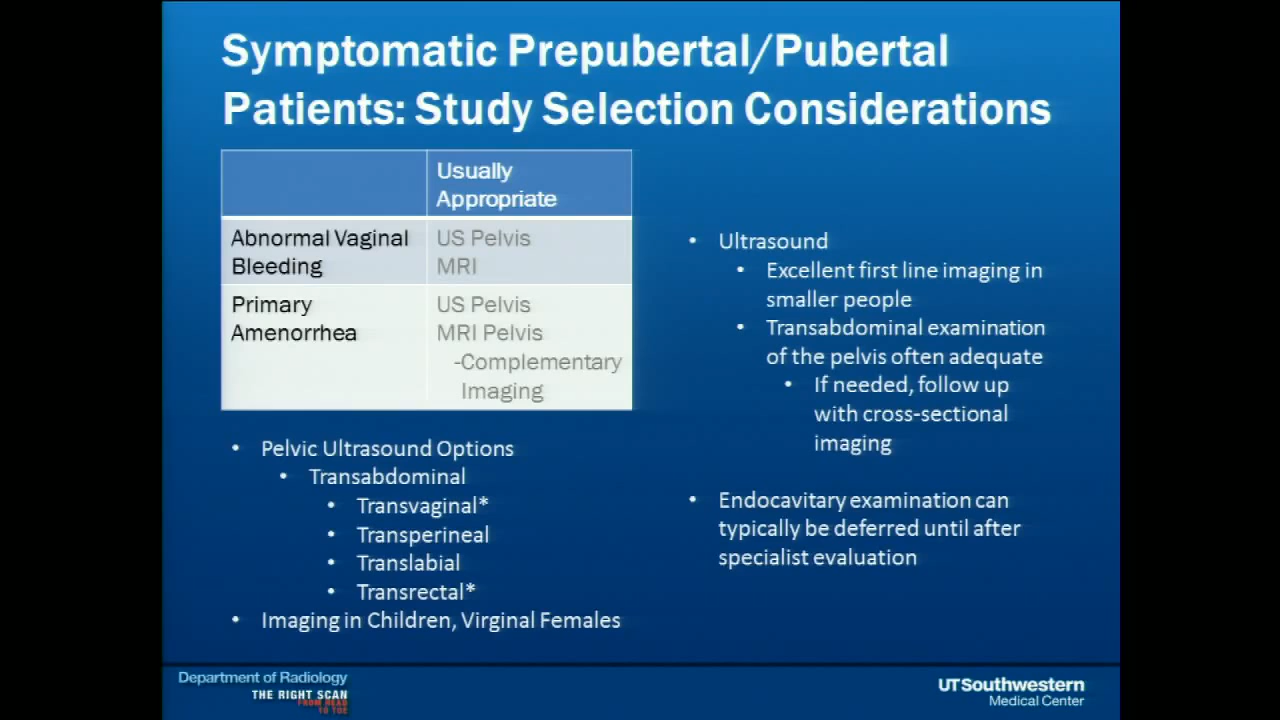 Symptomatic Prepubertal/Pubertal
Patients: Study Selection Considerations
Usually
Appropriate
Abnormal Vaginal
Bleeding
US Pelvis
MRI
Primary
Amenorrhea
US Pelvis
MRI Pelvis
-Complementary
Imaging
• Pelvic Ultrasound Options
• Transabdominal
• Transvaginal*
• Transperineal
• Translabial
• Transrectal*
• Imaging in Children, Virginal Females
• Ultrasound
• Excellent first line imaging in
smaller people
• Transabdominal examination
of the pelvis often adequate
• If needed, follow up
with cross-sectional
imaging
• Endocavitary examination can
typically be deferred until after
specialist evaluation
Department of Radiology
THE RIGHT SCAN
FROM HEAD
TO TOE
UTSouthwestern
Medical Center